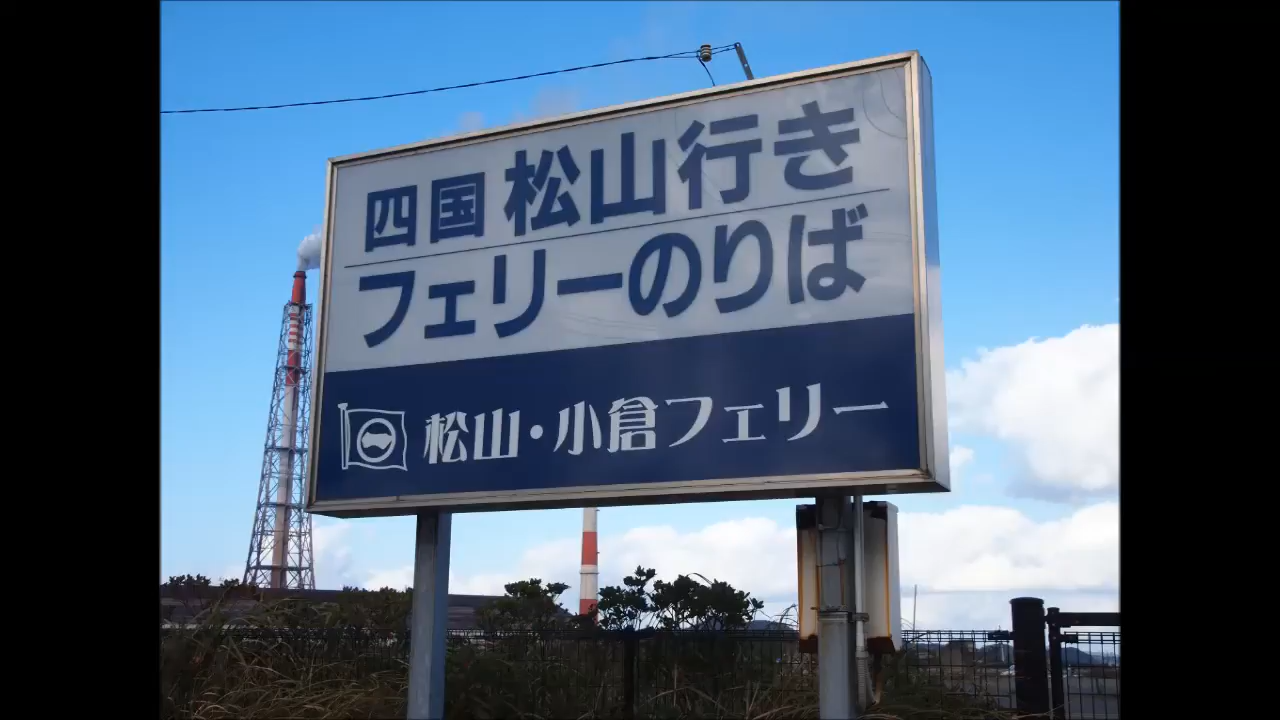 四国 松山行き
フェリーのりば
松山・小倉フェリー